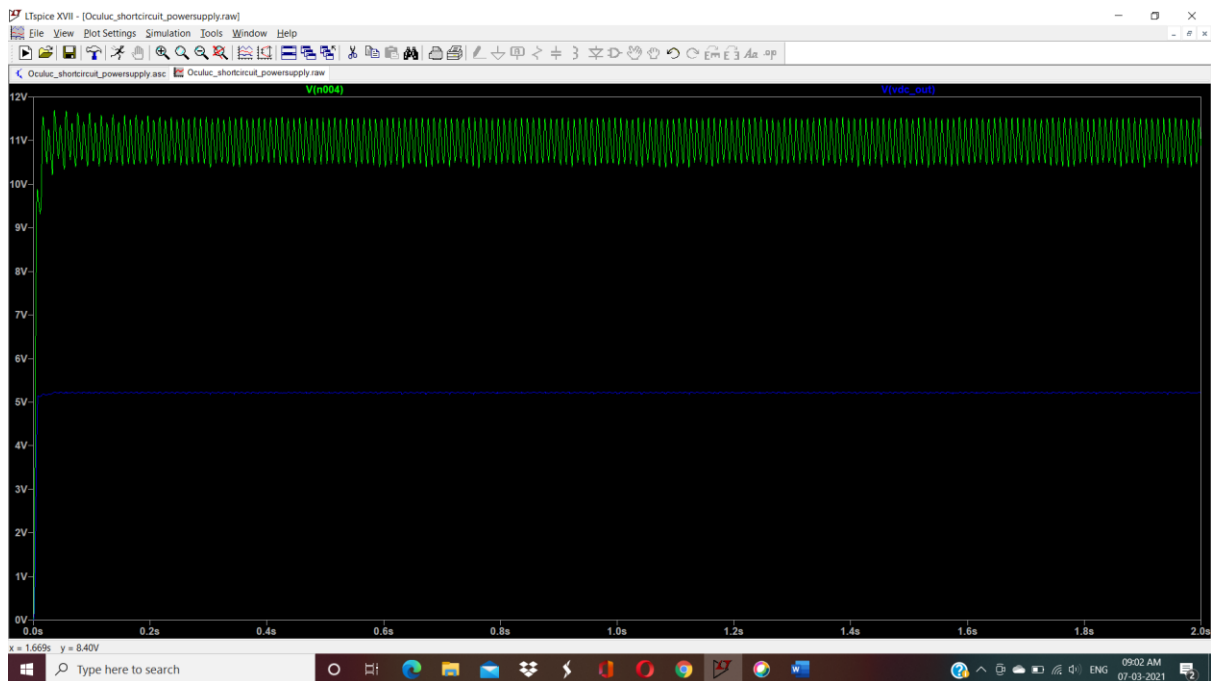 LTspice XVII - [Oculuc_shortcircuit_powersupply.raw]
File View Plot Settings Simulation Tools Window Help
Oculuc_shortcircuit_powersupply.asc Oculuc_shortcircuit_powersupply.raw
V(n004) V(vdc_out)
12V
11V
10V
9V
8V
7V
6V
5V
4V
3V
2V
1V
0V
0.0s 0.2s 0.4s 0.6s 0.8s 1.0s 1.2s 1.4s 1.6s 1.8s 2.0s
x = 1.669s y = 8.40V
Type here to search
ENG
09:02 AM
07-03-2021
2